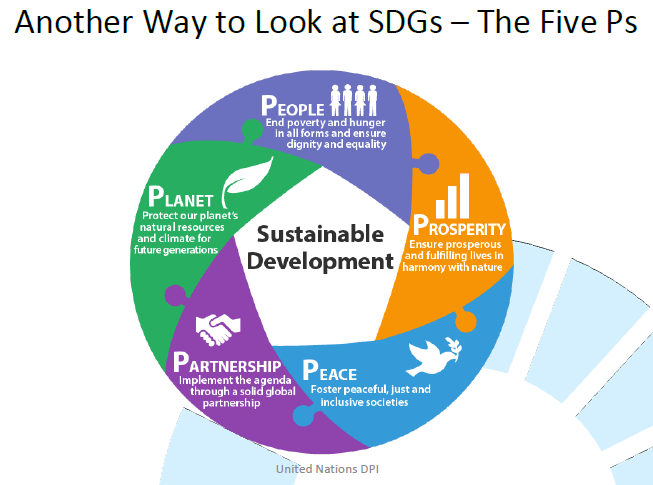 Another Way to Look at SDGs – The Five Ps
PEOPLE
End poverty and hunger
in all forms and ensure
dignity and equality
PROSPERITY
Ensure prosperous
and fulfilling lives in
harmony with nature
PEACE
Foster peaceful, just and
inclusive societies
PARTNERSHIP
Implement the agenda
through a solid global
partnership
PLANET
Protect our planet's
natural resources
and climate for
future generations
Sustainable
Development
United Nations DPI